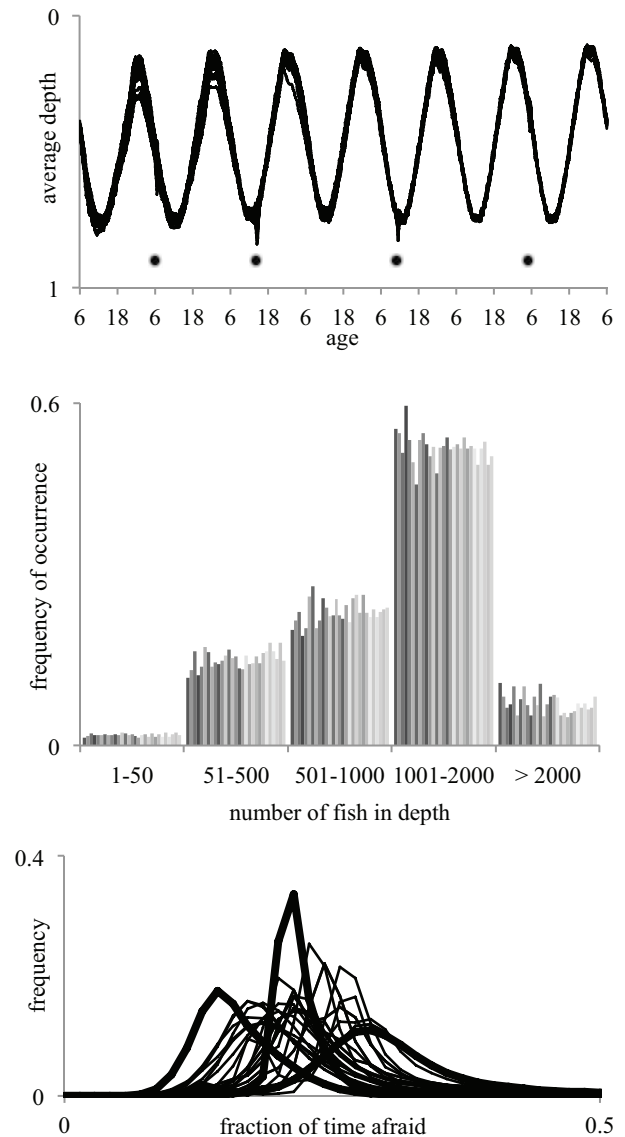 0
average depth
1
6 18 6 18 6 18 6 18 6 18 6 18 6 18 6
age
0.6
frequency of occurrence
0
1-50 51-500 501-1000 1001-2000 > 2000
number of fish in depth
0.4
frequency
0
0 0.5
fraction of time afraid